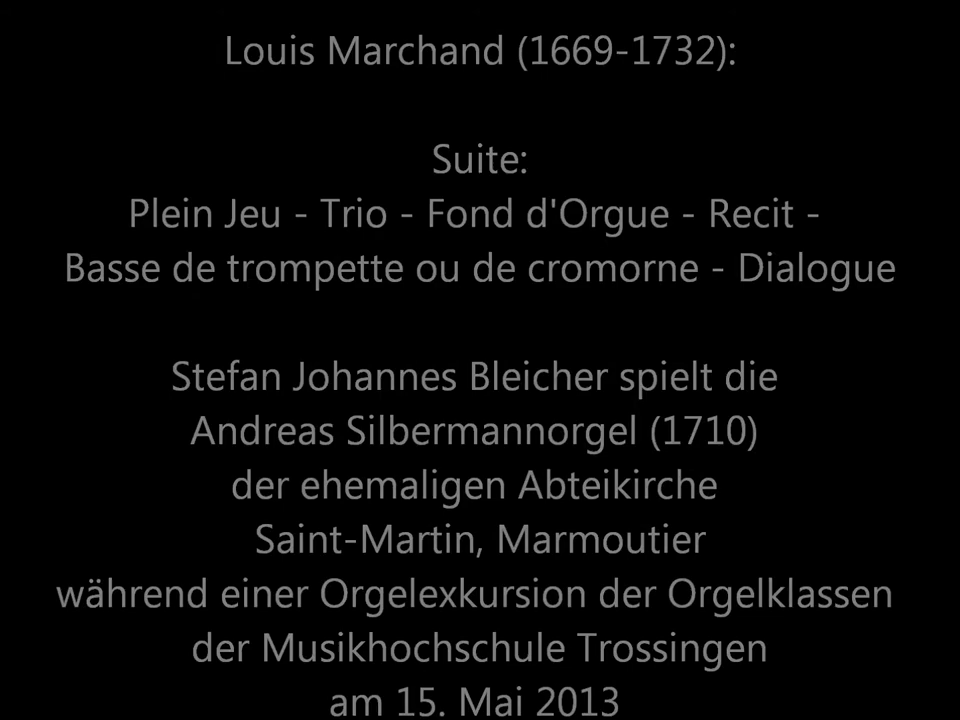 Louis Marchand (1669-1732):
Suite:
Plein Jeu - Trio - Fond d'Orgue - Recit -
Basse de trompette ou de cromorne - Dialogue
Stefan Johannes Bleicher spielt die
Andreas Silbermannorgel (1710)
der ehemaligen Abteikirche
Saint-Martin, Marmoutier
während einer Orgelexkursion der Orgelklassen
der Musikhochschule Trossingen
am 15. Mai 2013